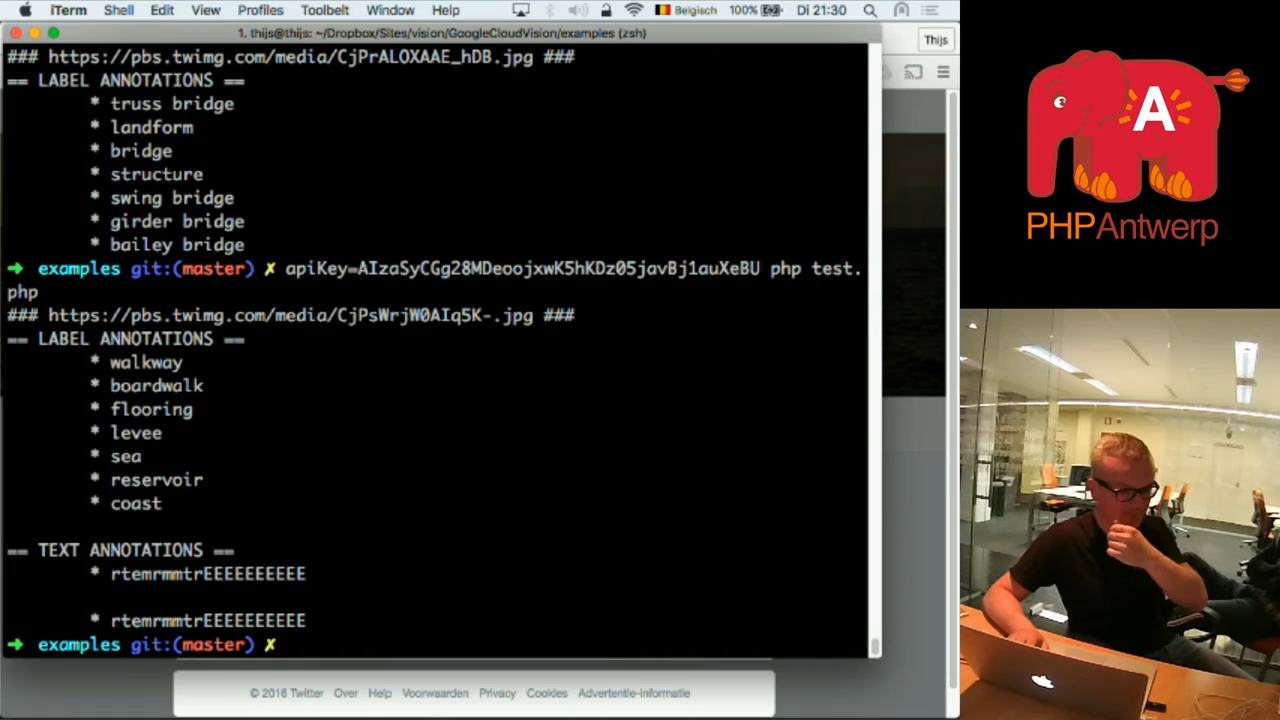 iTerm Shell Edit View Profiles Toolbelt Window Help Belgisch 100% Di 21:30
1. thijs@thijs: ~/Dropbox/Sites/vision/GoogleCloudVision/examples (zsh)
Thijs
### https://pbs.twimg.com/media/CjPrALOXAAE_hDB.jpg ###
== LABEL ANNOTATIONS ==
* truss bridge
* landform
* bridge
* structure
* swing bridge
* girder bridge
* bailey bridge
➜ examples git:(master) ✗ apiKey=AIzaSyCGg28MDeoojxwK5hKDz05javBj1auXeBU php test.
php
### https://pbs.twimg.com/media/CjPsWrjW0AIq5K-.jpg ###
== LABEL ANNOTATIONS ==
* walkway
* boardwalk
* flooring
* levee
* sea
* reservoir
* coast
== TEXT ANNOTATIONS ==
* rtemrmmtrEEEEEEEEEE
* rtemrmmtrEEEEEEEEEE
➜ examples git:(master) ✗
© 2016 Twitter Over Help Voorwaarden Privacy Cookies Advertentie-informatie
A
PHPAntwerp